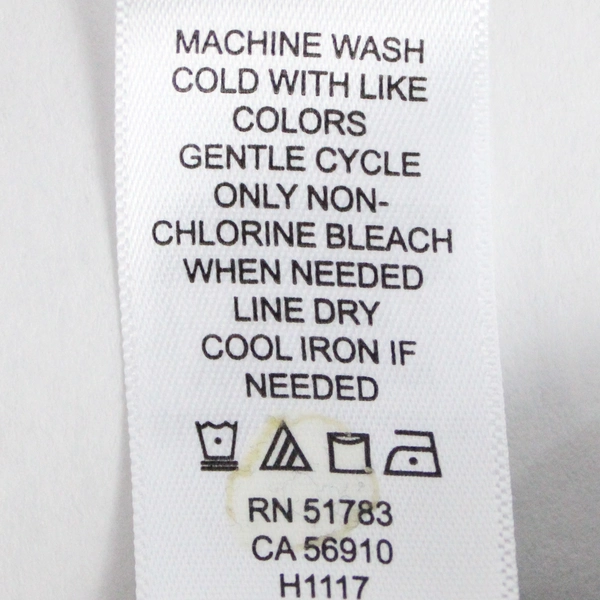 MACHINE WASH
COLD WITH LIKE
COLORS
GENTLE CYCLE
ONLY NON-
CHLORINE BLEACH
WHEN NEEDED
LINE DRY
COOL IRON IF
NEEDED
RN 51783
CA 56910
H1117